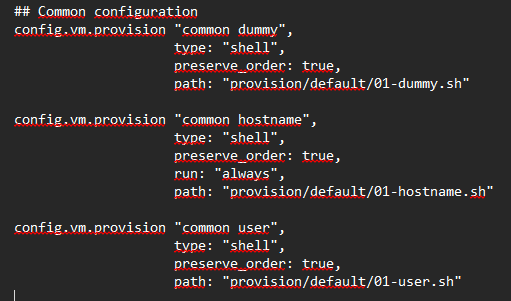 ## Common configuration
config.vm.provision "common dummy",
type: "shell",
preserve_order: true,
path: "provision/default/01-dummy.sh"
config.vm.provision "common hostname",
type: "shell",
preserve_order: true,
run: "always",
path: "provision/default/01-hostname.sh"
config.vm.provision "common user",
type: "shell",
preserve_order: true,
path: "provision/default/01-user.sh"